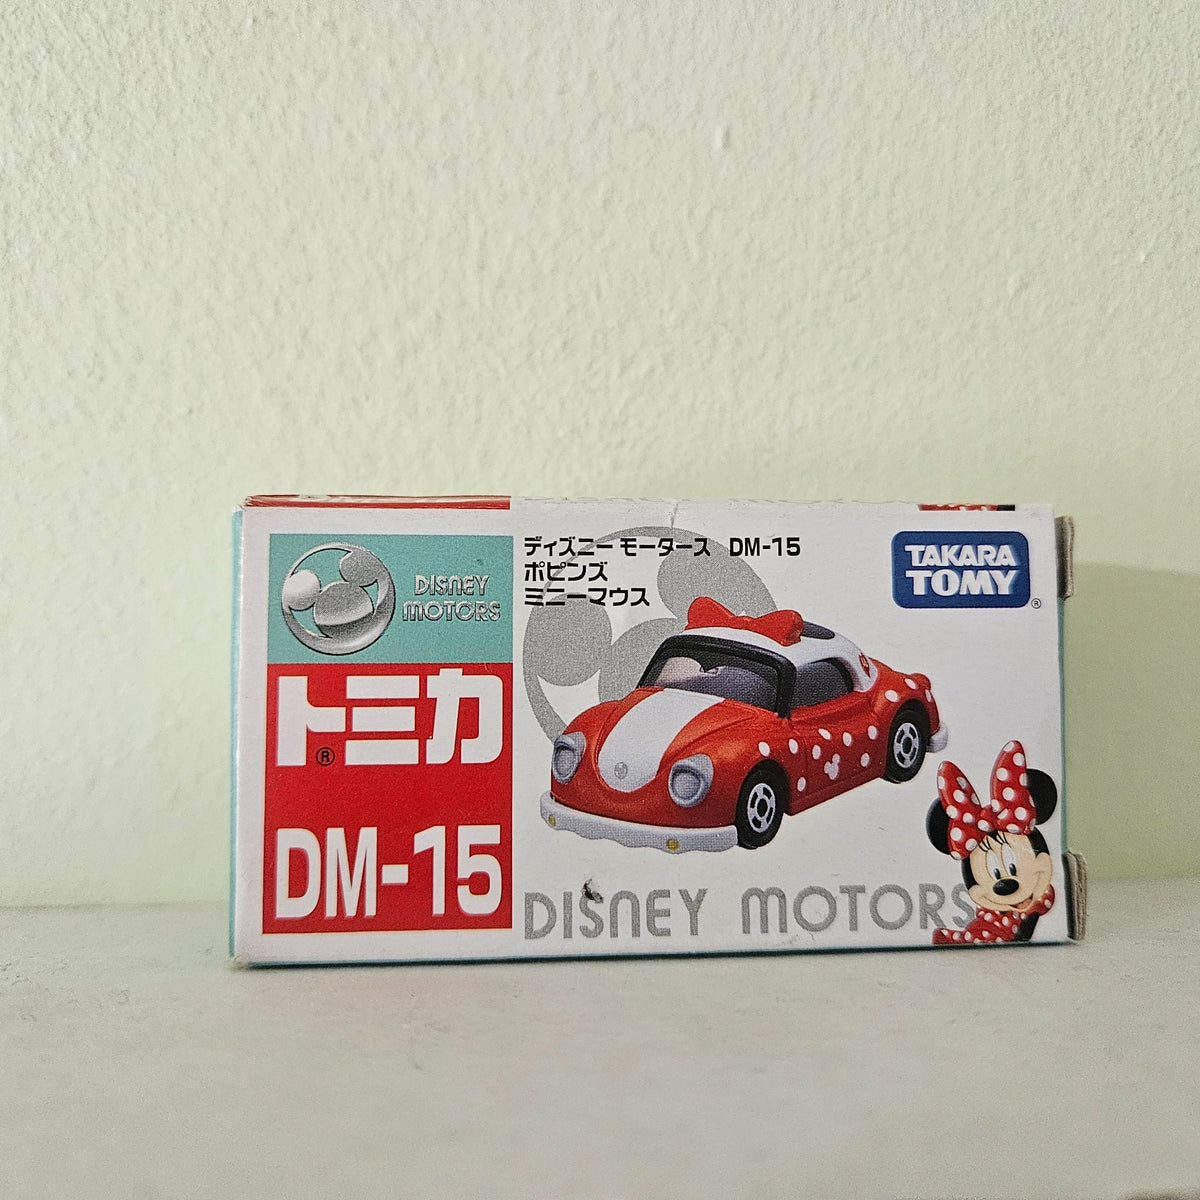 DISNEY
MOTORS
トミカ®
DM-15
ディズニー モータース DM-15
ポピンズ
ミニーマウス
TAKARA
TOMY®
DISNEY MOTORS